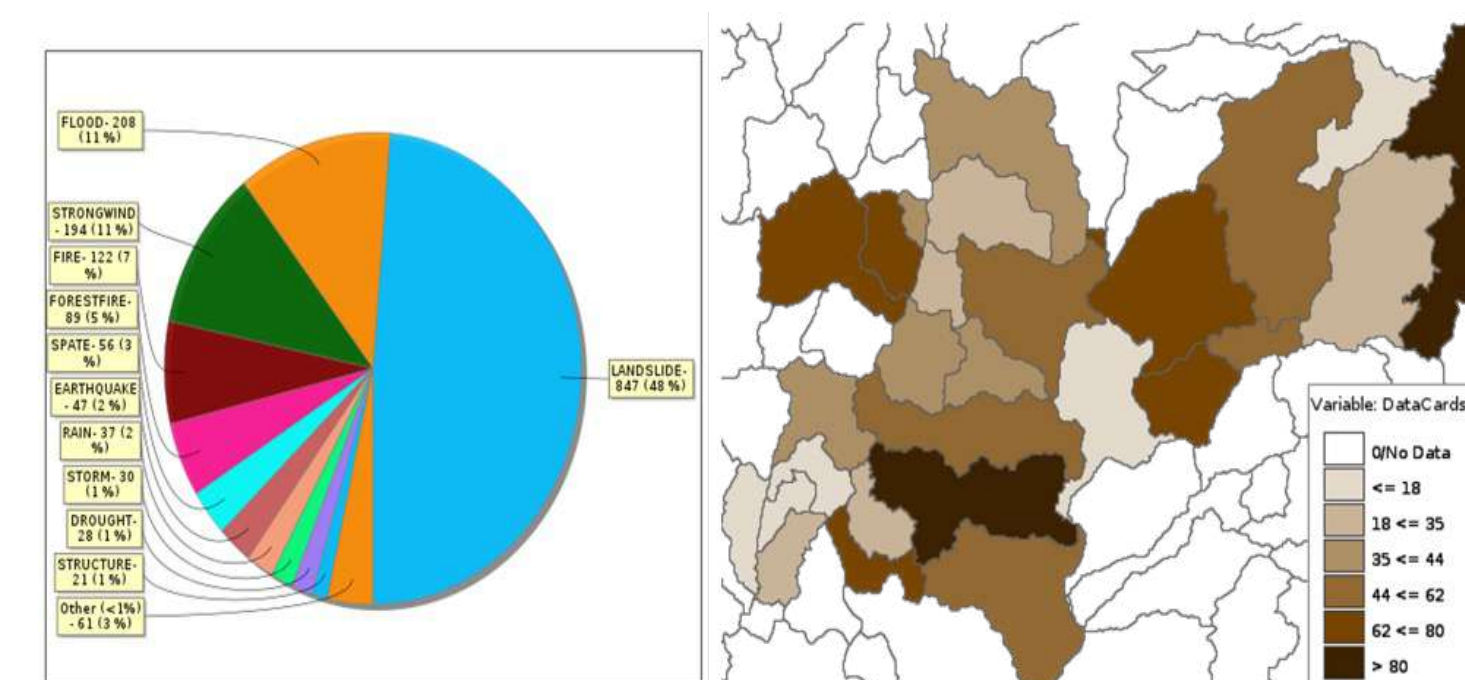 FLOOD- 208
(11 %)
STRONGWIND
- 194 (11 %)
FIRE- 122 (7
%)
FORESTFIRE-
89 (5 %)
SPATE- 56 (3
%)
EARTHQUAKE
- 47 (2 %)
RAIN- 37 (2
%)
STORM- 30
(1 %)
DROUGHT-
28 (1 %)
STRUCTURE-
21 (1 %)
Other (<1%)
- 61 (3 %)
LANDSLIDE-
847 (48 %)
Variable: DataCards
0/No Data
<= 18
18 <= 35
35 <= 44
44 <= 62
62 <= 80
> 80